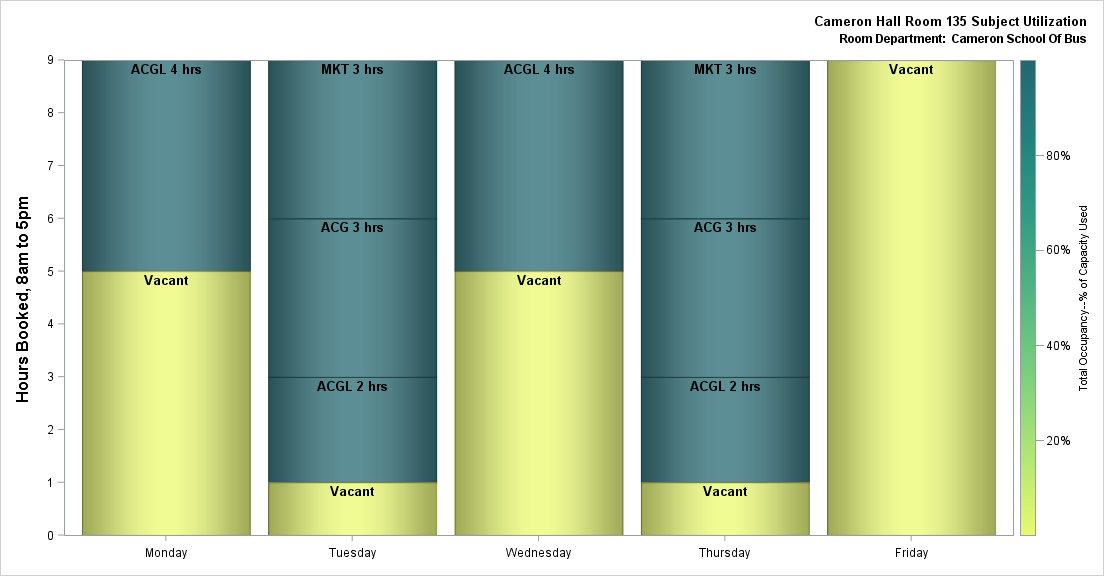 Cameron Hall Room 135 Subject Utilization
Room Department: Cameron School Of Bus
Hours Booked, 8am to 5pm
9
8
7
6
5
4
3
2
1
0
ACGL 4 hrs
Vacant
MKT 3 hrs
ACG 3 hrs
ACGL 2 hrs
Vacant
ACGL 4 hrs
Vacant
MKT 3 hrs
ACG 3 hrs
ACGL 2 hrs
Vacant
Vacant
Monday
Tuesday
Wednesday
Thursday
Friday
80%
60%
40%
20%
Total Occupancy--% of Capacity Used